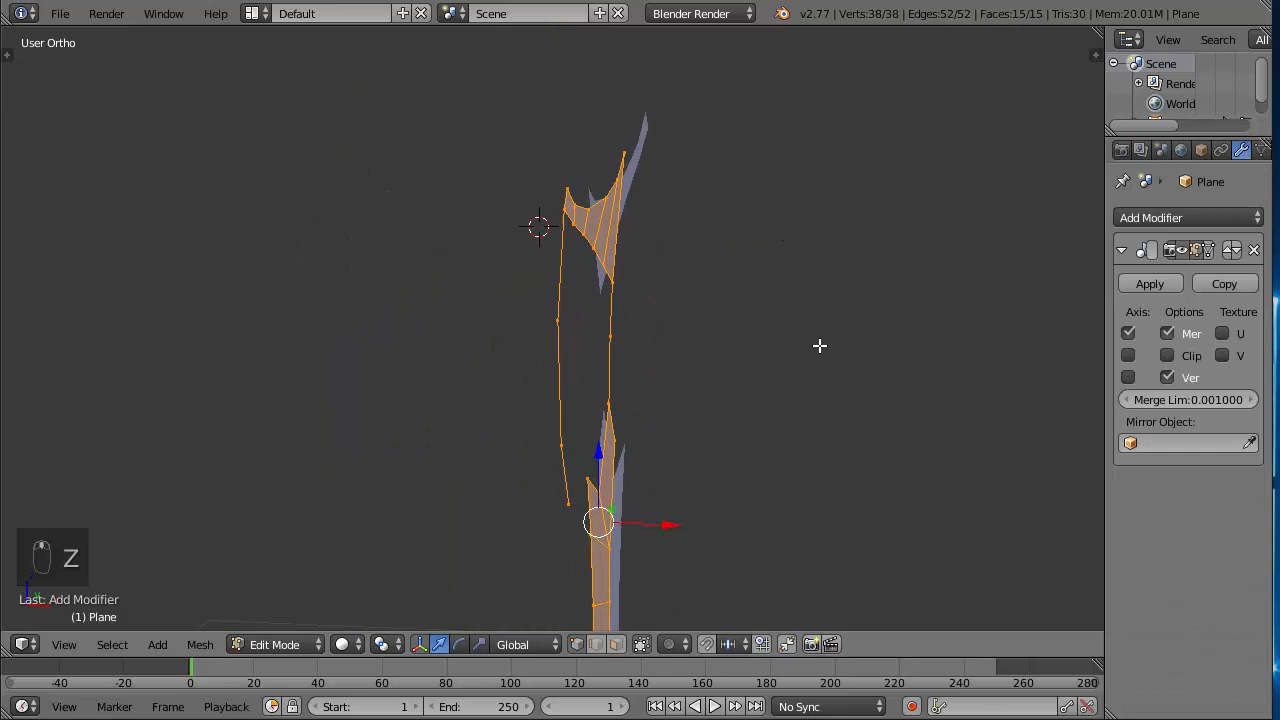 File Render Window Help Default Scene Blender Render v2.77 | Verts:38/38 | Edges:52/52 | Faces:15/15 | Tris:30 | Mem:20.01M | Plane
User Ortho
View Search All
Scene
Rende
World
Plane
Add Modifier
Apply Copy
Axis: Options Texture
Mer U
Clip V
Ver
Merge Lim:0.001000
Mirror Object:
Z
Last: Add Modifier
(1) Plane
View Select Add Mesh Edit Mode Global
-40 -20 0 20 40 60 80 100 120 140 160 180 200 220 240 260 280
View Marker Frame Playback Start: 1 End: 250 1 No Sync